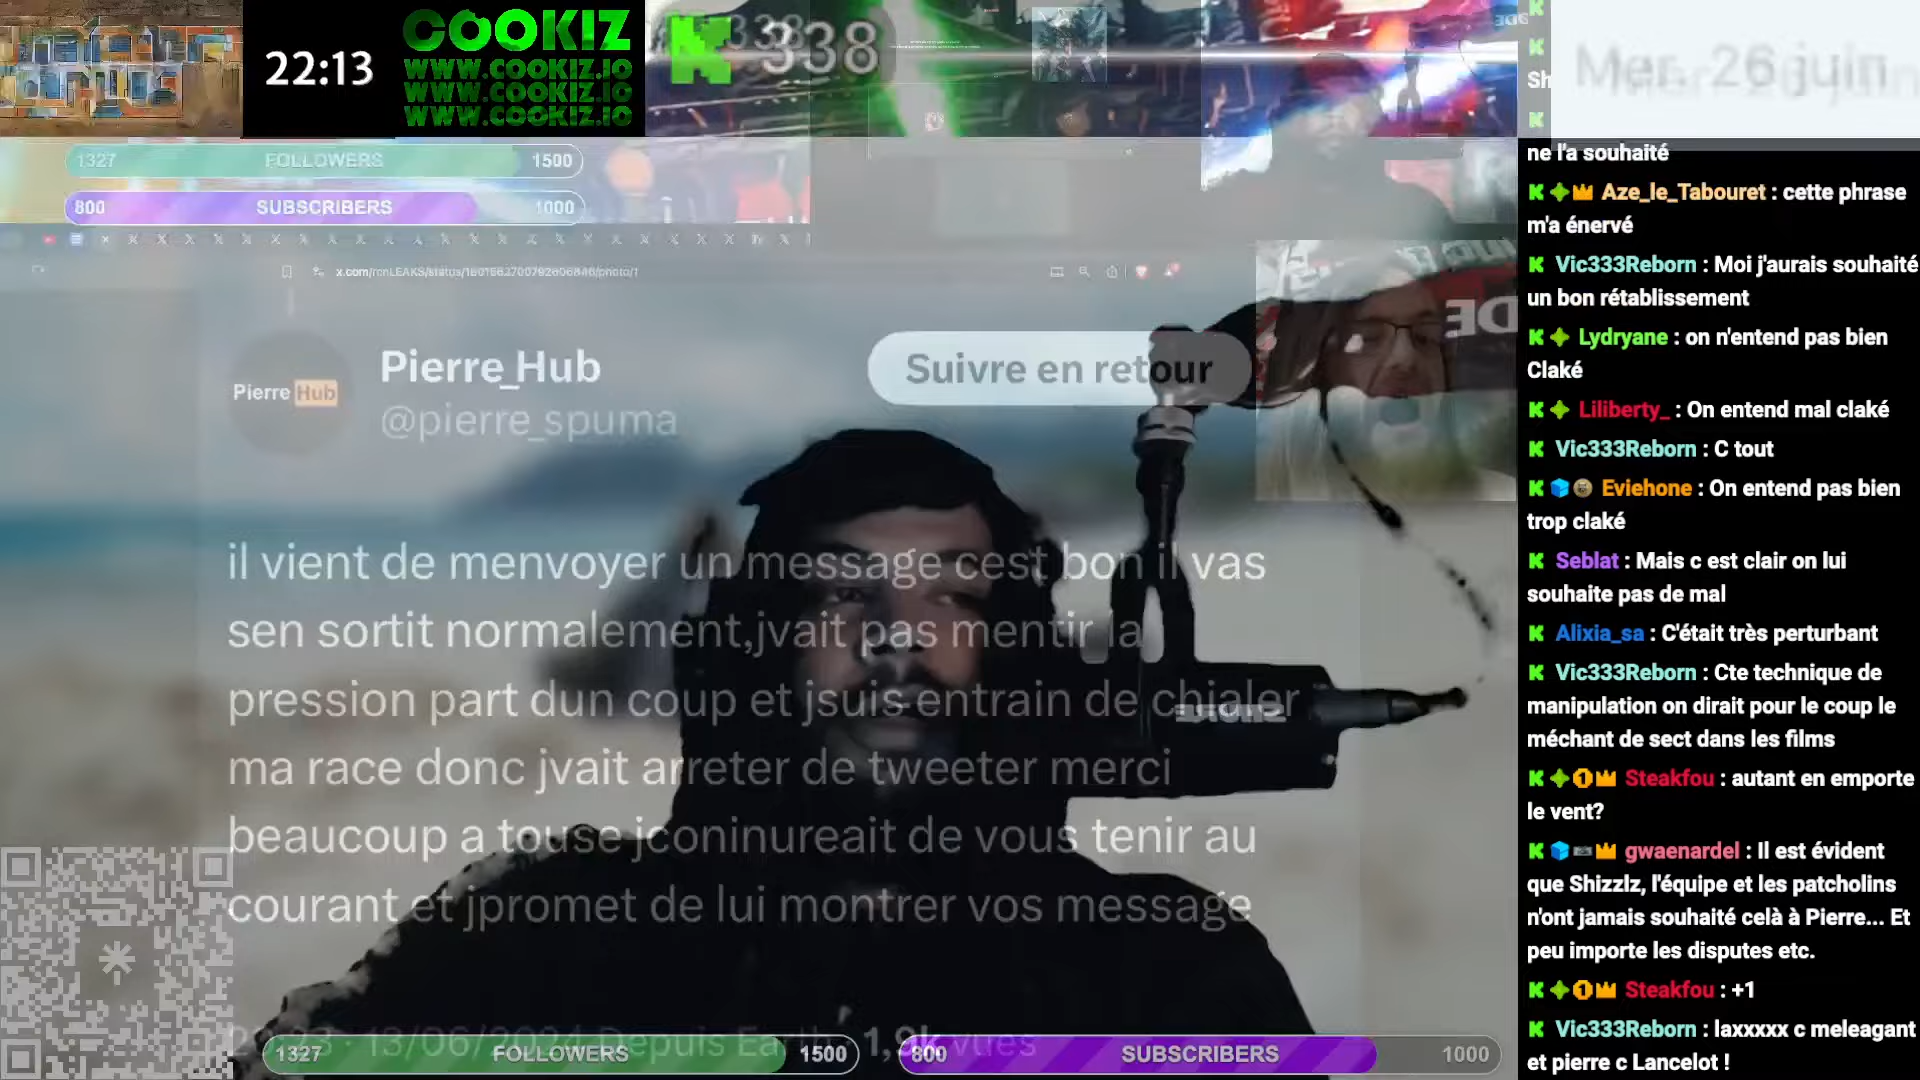 22:13
COOKIZ
WWW.COOKIZ.IO
WWW.COOKIZ.IO
WWW.COOKIZ.IO
338
Mer. 26 juin
1327 FOLLOWERS 1500
800 SUBSCRIBERS 1000
Pierre Hub
Pierre_Hub
@pierre_spuma
Suivre en retour
il vient de menvoyer un message cest bon il vas
sen sortit normalement,jvait pas mentir la
pression part dun coup et jsuis entrain de chialer
ma race donc jvait arreter de tweeter merci
beaucoup a touse jconinureait de vous tenir au
courant et jpromet de lui montrer vos message
13/06/2024 Depuis Earth 1,9k vues
1327 FOLLOWERS 1500
800 SUBSCRIBERS 1000
ne l'a souhaité
Aze_le_Tabouret : cette phrase
m'a énervé
Vic333Reborn : Moi j'aurais souhaité
un bon rétablissement
Lydryane : on n'entend pas bien
Claké
Liliberty_ : On entend mal claké
Vic333Reborn : C tout
Eviehone : On entend pas bien
trop claké
Seblat : Mais c est clair on lui
souhaite pas de mal
Alixia_sa : C'était très perturbant
Vic333Reborn : Cte technique de
manipulation on dirait pour le coup le
méchant de sect dans les films
Steakfou : autant en emporte
le vent?
gwaenardel : Il est évident
que Shizzlz, l'équipe et les patcholins
n'ont jamais souhaité celà à Pierre... Et
peu importe les disputes etc.
Steakfou : +1
Vic333Reborn : laxxxxx c meleagant
et pierre c Lancelot !